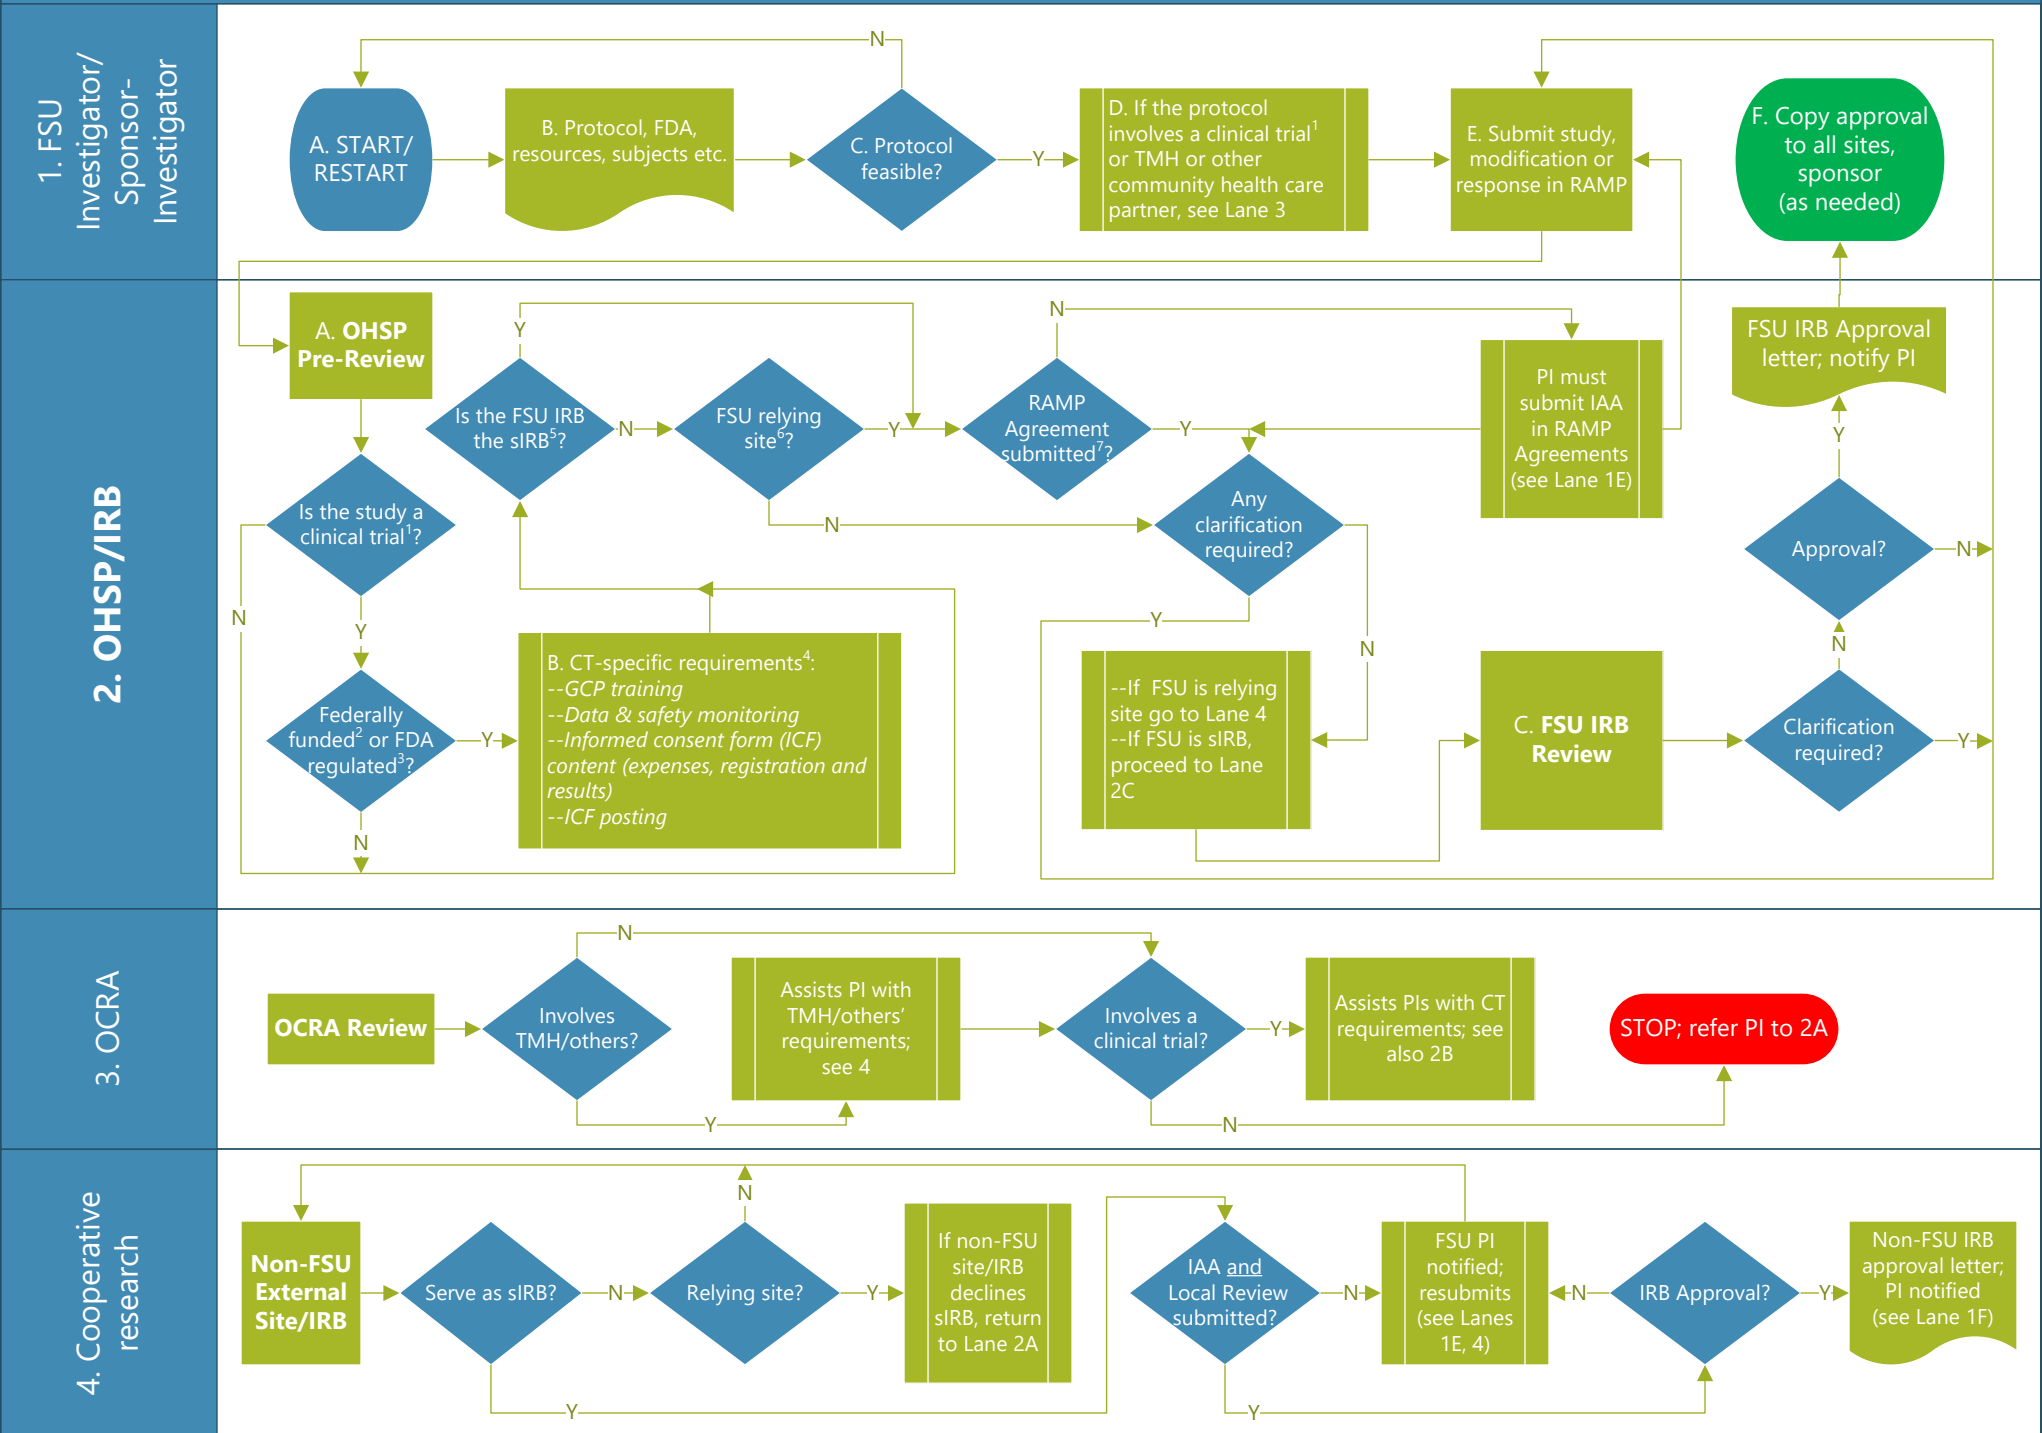 1. FSU
Investigator/
Sponsor-
Investigator
N
A. START/
RESTART
B. Protocol, FDA,
resources, subjects etc.
C. Protocol
feasible?
Y
D. If the protocol
involves a clinical trial1
or TMH or other
community health care
partner, see Lane 3
E. Submit study,
modification or
response in RAMP
F. Copy approval
to all sites,
sponsor
(as needed)
2. OHSP/IRB
A. OHSP
Pre-Review
Is the study a
clinical trial1?
N
Y
Federally
funded2 or FDA
regulated3?
Y
N
B. CT-specific requirements4:
--GCP training
--Data & safety monitoring
--Informed consent form (ICF)
content (expenses, registration and
results)
--ICF posting
Y
Is the FSU IRB
the sIRB5?
N
FSU relying
site6?
Y
N
N
RAMP
Agreement
submitted7?
Y
PI must
submit IAA
in RAMP
Agreements
(see Lane 1E)
Any
clarification
required?
Y
N
--If  FSU is relying
site go to Lane 4
--If FSU is sIRB,
proceed to Lane
2C
C. FSU IRB
Review
Clarification
required?
Y
N
Approval?
N
Y
FSU IRB Approval
letter; notify PI
3. OCRA
OCRA Review
Involves
TMH/others?
N
Y
Assists PI with
TMH/others’
requirements;
see 4
Involves a
clinical trial?
Y
N
Assists PIs with CT
requirements; see
also 2B
STOP; refer PI to 2A
4. Cooperative
research
Non-FSU
External
Site/IRB
Serve as sIRB?
N
Y
Relying site?
N
Y
If non-FSU
site/IRB
declines
sIRB, return
to Lane 2A
IAA and
Local Review
submitted?
N
Y
FSU PI
notified;
resubmits
(see Lanes
1E, 4)
N
IRB Approval?
Y
Non-FSU IRB
approval letter;
PI notified
(see Lane 1F)